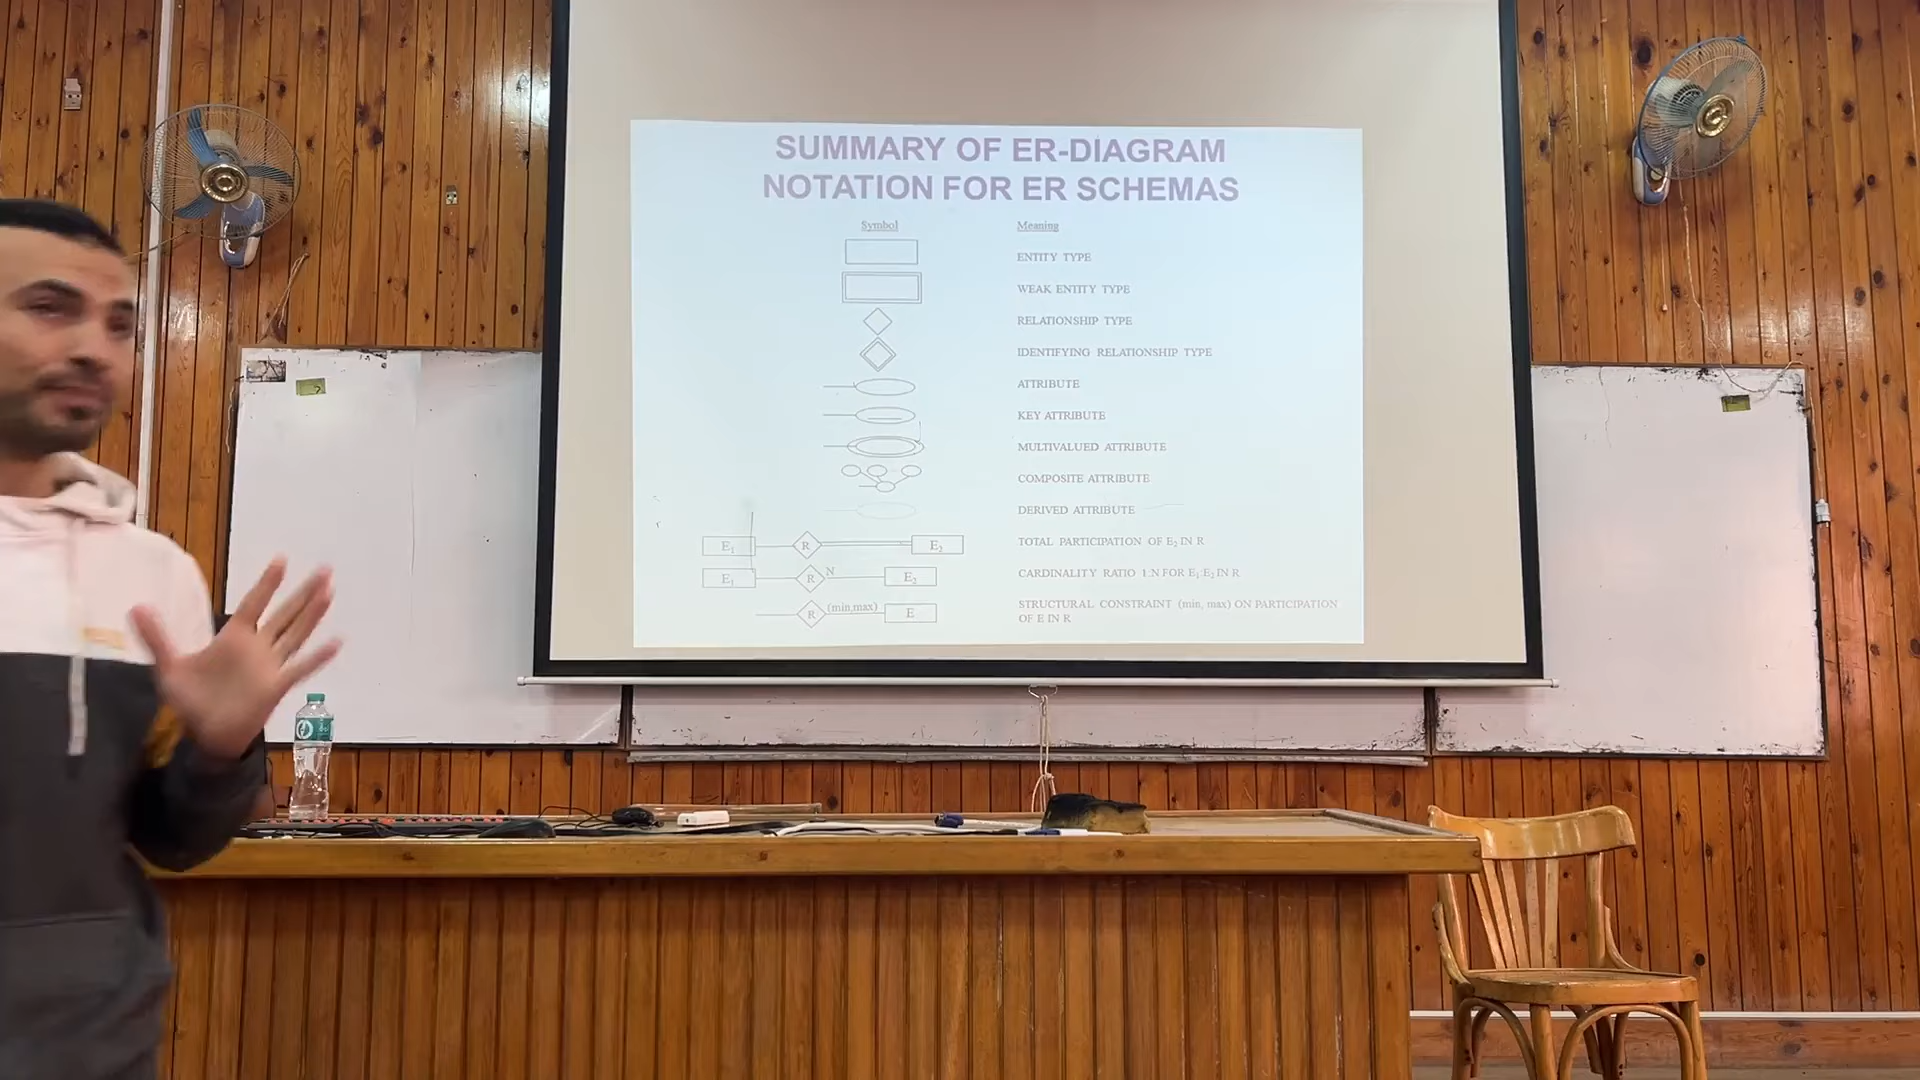 SUMMARY OF ER-DIAGRAM
NOTATION FOR ER SCHEMAS
Symbol Meaning
ENTITY TYPE
WEAK ENTITY TYPE
RELATIONSHIP TYPE
IDENTIFYING RELATIONSHIP TYPE
ATTRIBUTE
KEY ATTRIBUTE
MULTIVALUED ATTRIBUTE
COMPOSITE ATTRIBUTE
DERIVED ATTRIBUTE
E1 R E2 TOTAL PARTICIPATION OF E2 IN R
E1 R N E2 CARDINALITY RATIO 1:N FOR E1:E2 IN R
R (min,max) E STRUCTURAL CONSTRAINT (min, max) ON PARTICIPATION
OF E IN R